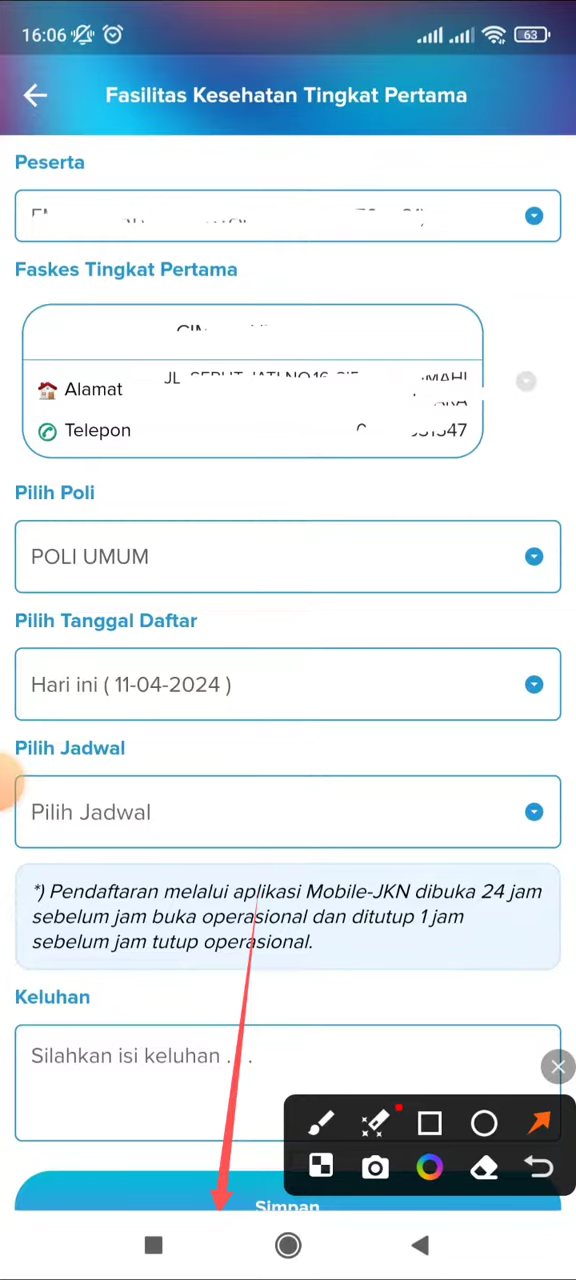 16:06
63
Fasilitas Kesehatan Tingkat Pertama
Peserta
Faskes Tingkat Pertama
Alamat
JL
Telepon
Pilih Poli
POLI UMUM
Pilih Tanggal Daftar
Hari ini ( 11-04-2024 )
Pilih Jadwal
Pilih Jadwal
*) Pendaftaran melalui aplikasi Mobile-JKN dibuka 24 jam
sebelum jam buka operasional dan ditutup 1 jam
sebelum jam tutup operasional.
Keluhan
Silahkan isi keluhan . . .
Simpan